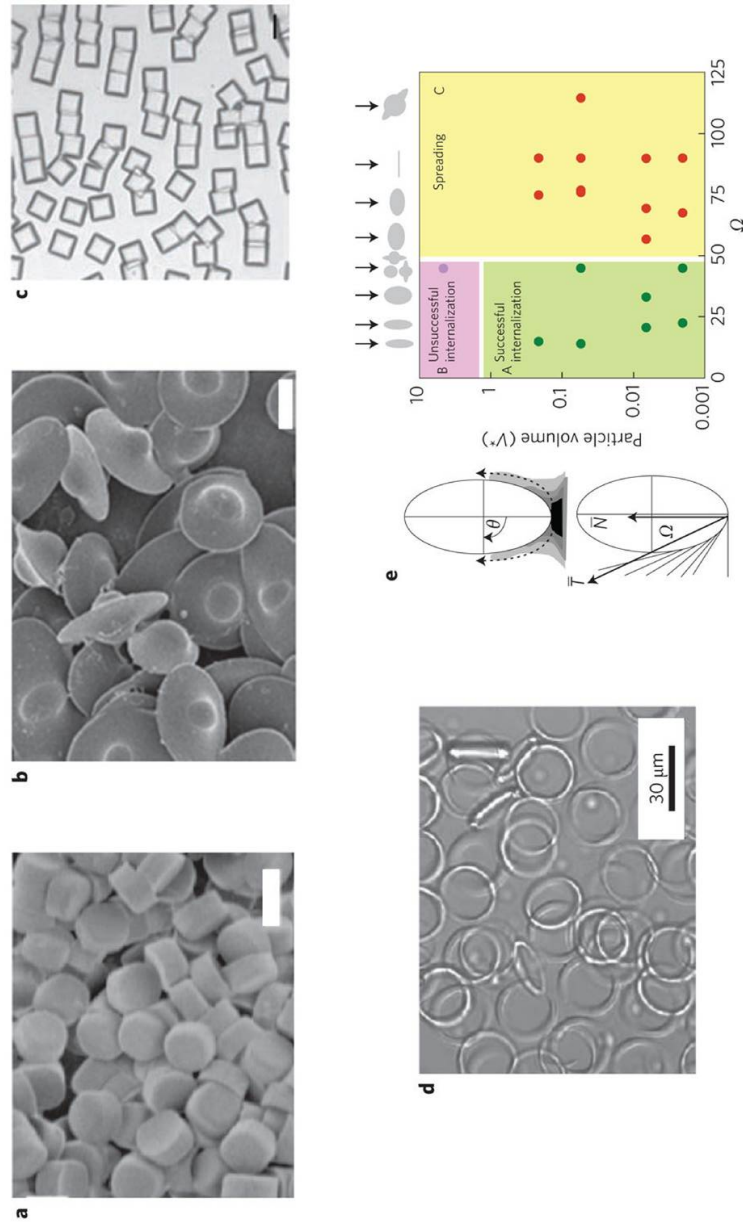 a
b
c
d
30 µm
e
θ
T̅
N̅
Ω
Particle volume (V*)
10
1
0.1
0.01
0.001
B Unsuccessful
internalization
A Successful
internalization
Spreading
C
0
25
50
75
100
125
Ω